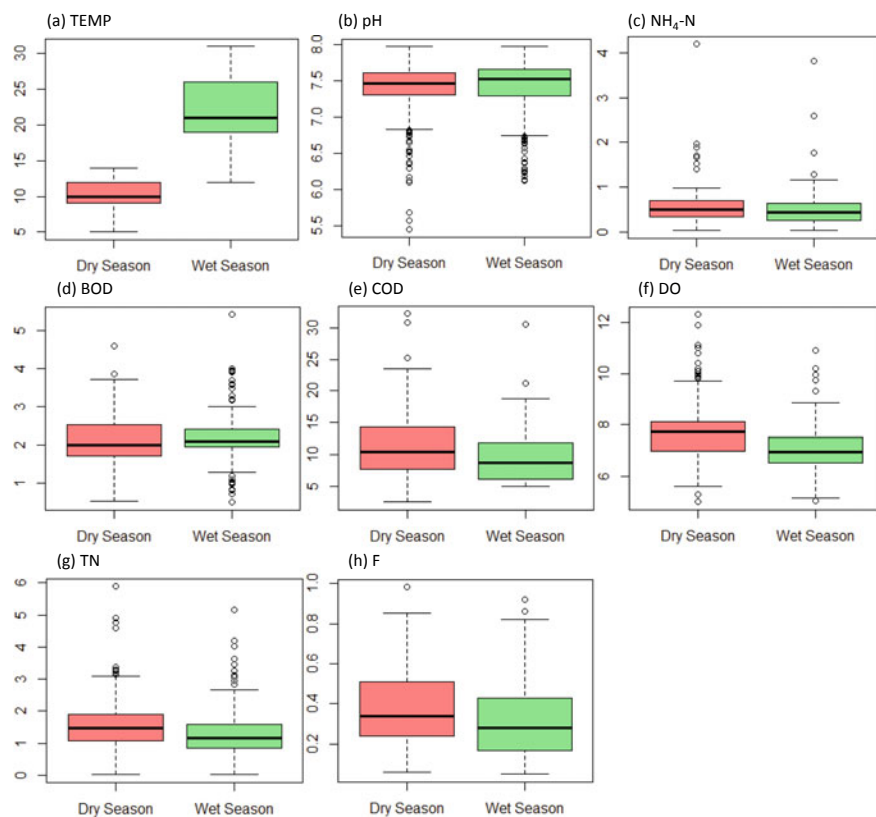 (a) TEMP
30
25
20
15
10
5
Dry Season Wet Season
(b) pH
8.0
7.5
7.0
6.5
6.0
5.5
Dry Season Wet Season
(c) NH₄-N
4
3
2
1
0
Dry Season Wet Season
(d) BOD
5
4
3
2
1
Dry Season Wet Season
(e) COD
30
25
20
15
10
5
Dry Season Wet Season
(f) DO
12
10
8
6
Dry Season Wet Season
(g) TN
6
5
4
3
2
1
0
Dry Season Wet Season
(h) F
1.0
0.8
0.6
0.4
0.2
Dry Season Wet Season